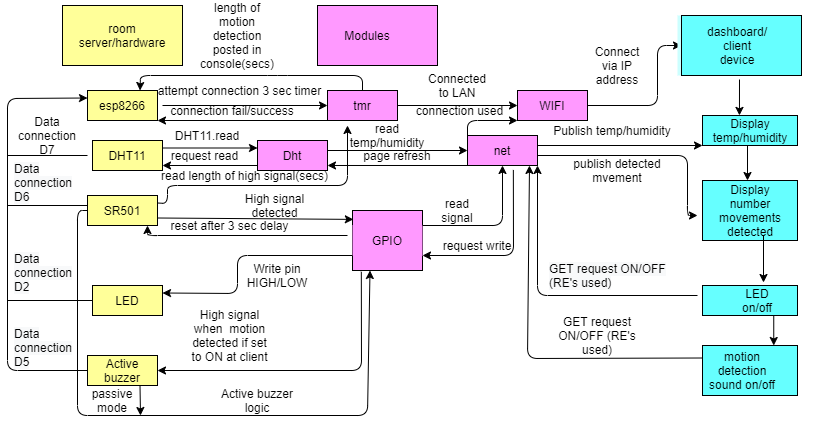 room
server/hardware
length of
motion
detection
posted in
console(secs)
Modules
dashboard/
client
device
Connect
via IP
address
esp8266
attempt connection 3 sec timer
connection fail/success
tmr
Connected
to LAN
connection used
WIFI
Data
connection
D7
DHT11
DHT11.read
request read
Dht
read
temp/humidity
page refresh
net
Publish temp/humidity
publish detected
mvement
Display
temp/humidity
read length of high signal(secs)
Data
connection
D6
SR501
High signal
detected
reset after 3 sec delay
GPIO
read
signal
request write
Display
number
movements
detected
Data
connection
D2
LED
Write pin
HIGH/LOW
GET request ON/OFF
(RE's used)
LED
on/off
Data
connection
D5
Active
buzzer
High signal
when  motion
detected if set
to ON at client
GET request
ON/OFF (RE's
used)
motion
detection
sound on/off
passive
mode
Active buzzer
logic